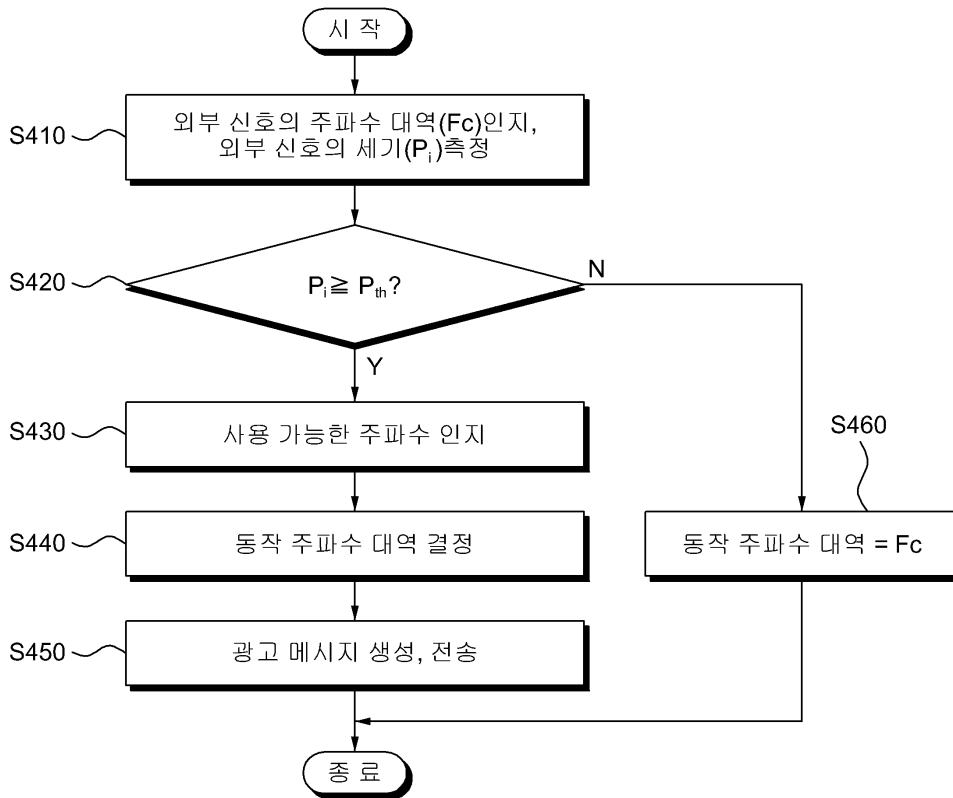 시 작
S410
외부 신호의 주파수 대역(Fc)인지,
외부 신호의 세기(Pi)측정
S420
Pi≧ Pth?
N
Y
S430
사용 가능한 주파수 인지
S460
S440
동작 주파수 대역 결정
동작 주파수 대역 = Fc
S450
광고 메시지 생성, 전송
종 료